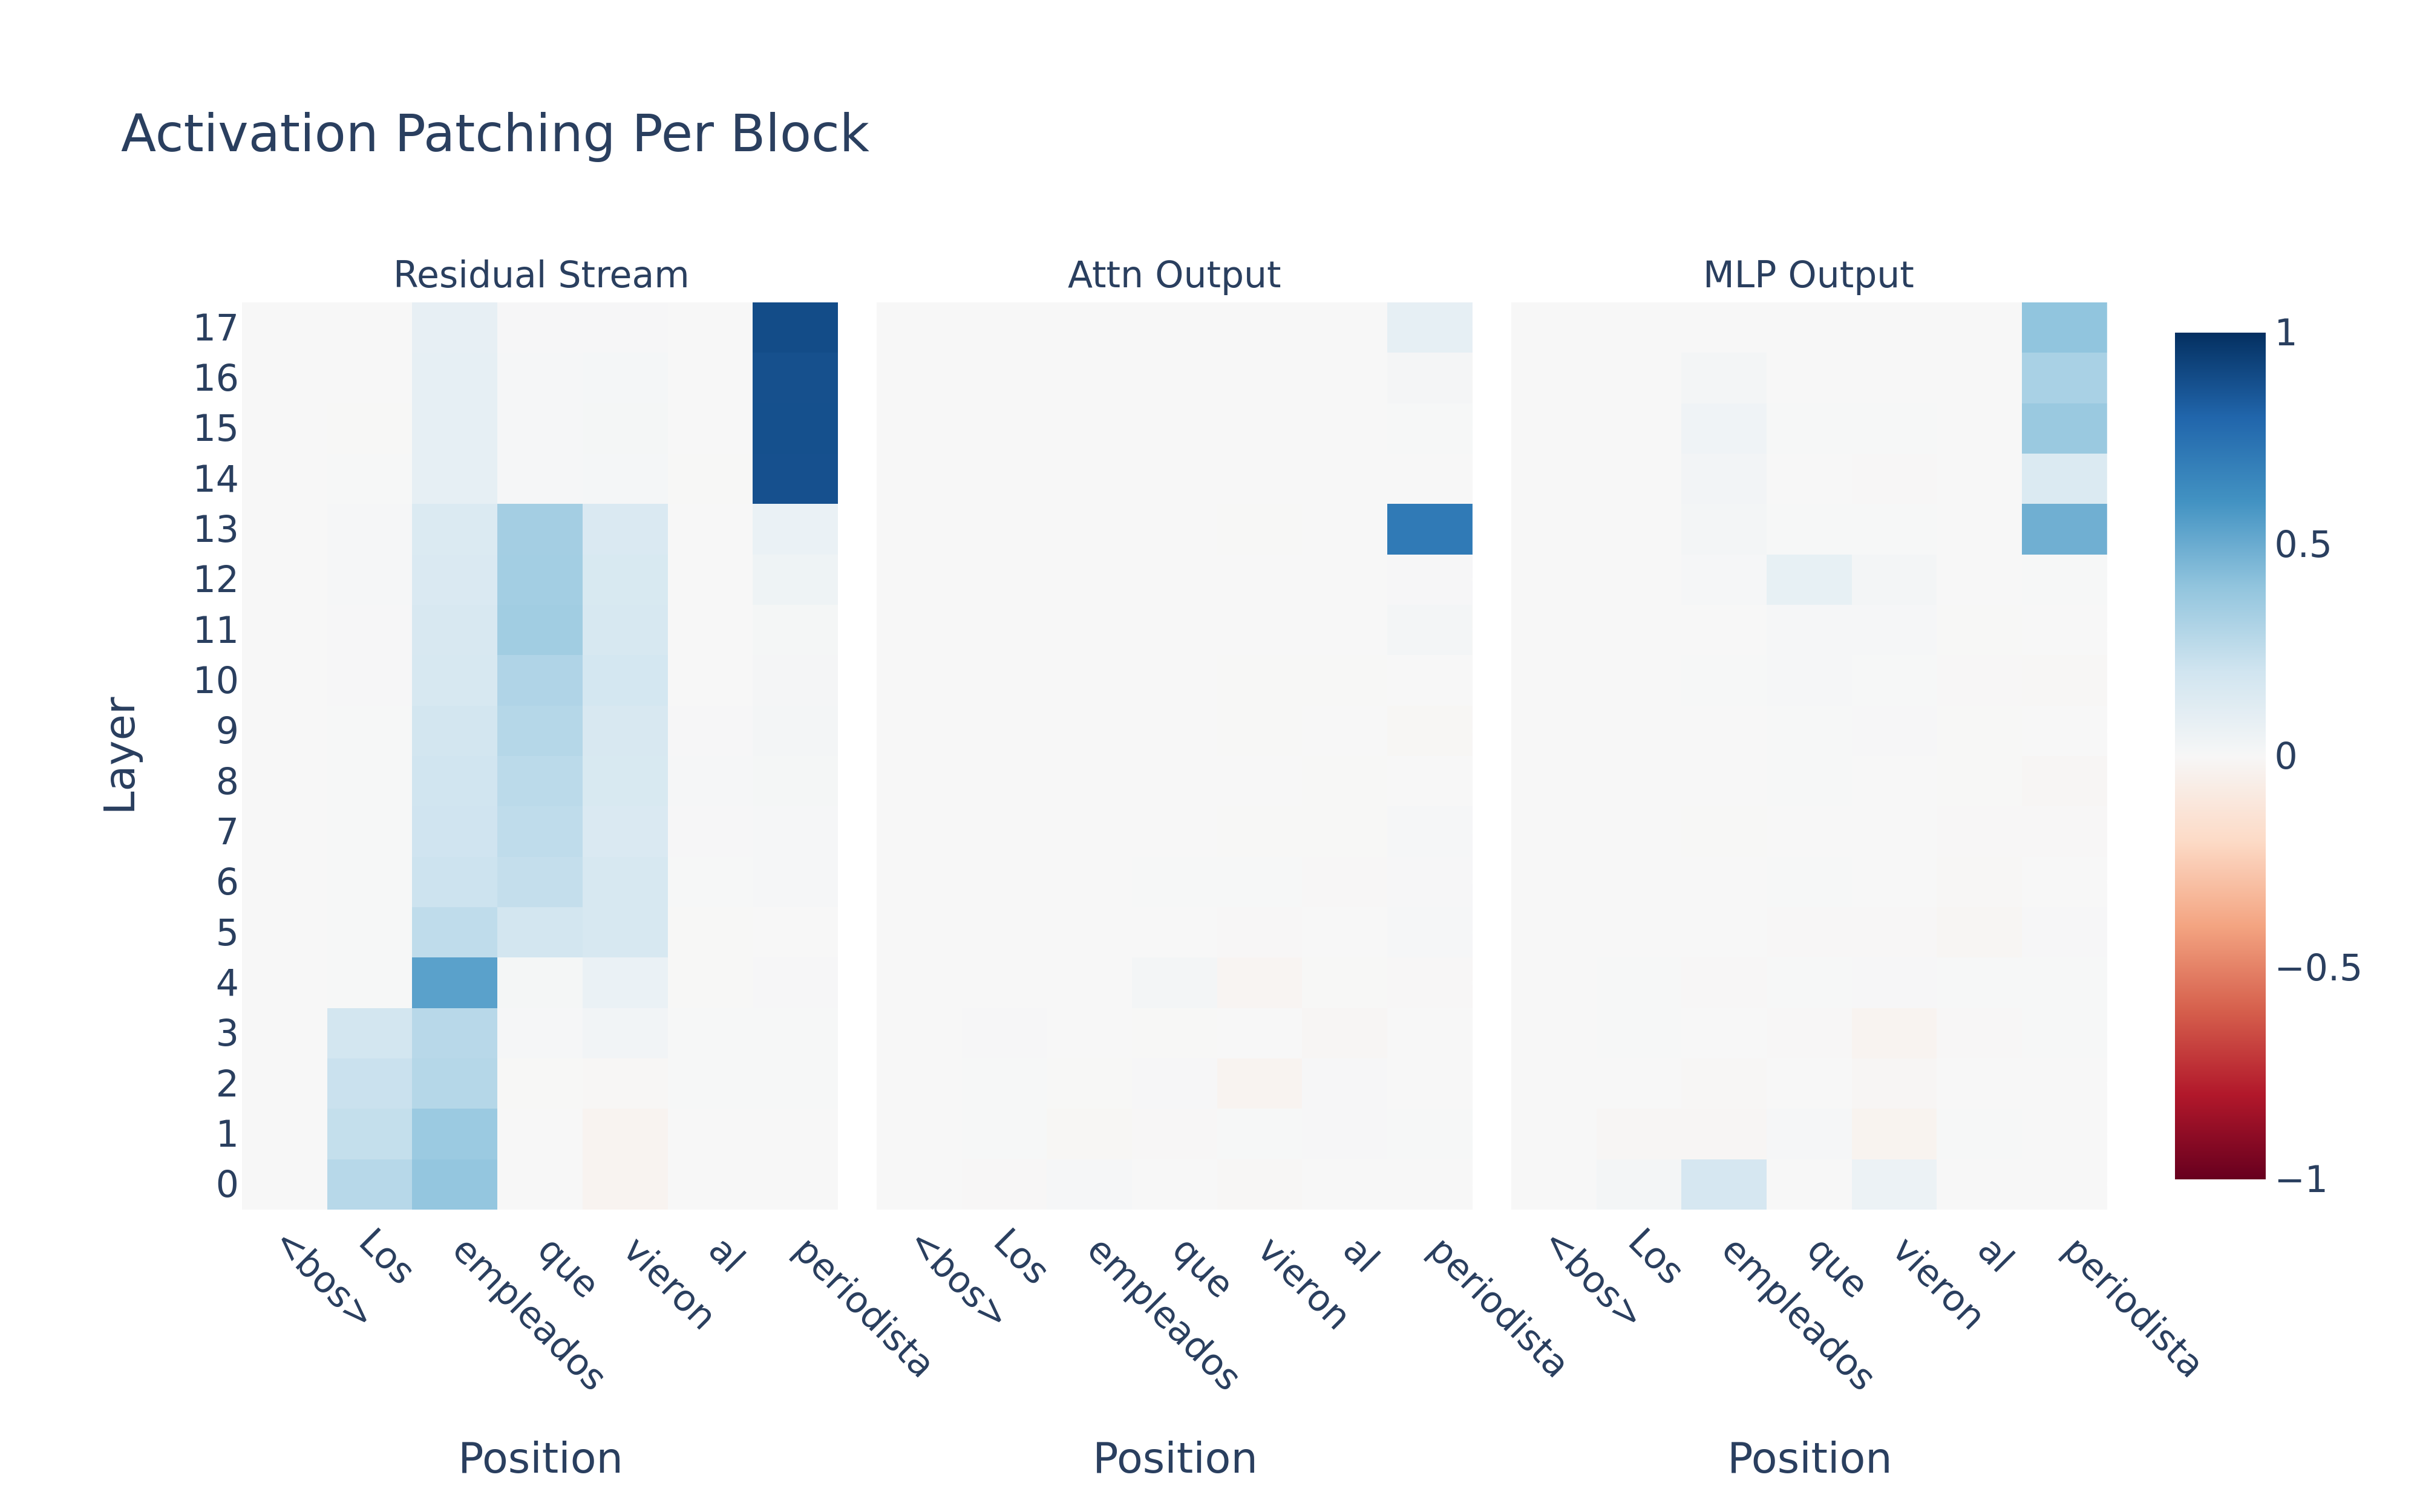 Activation Patching Per Block
Residual Stream
Attn Output
MLP Output
Layer
17
16
15
14
13
12
11
10
9
8
7
6
5
4
3
2
1
0
<bos>
Los
empleados
que
vieron
al
periodista
<bos>
Los
empleados
que
vieron
al
periodista
<bos>
Los
empleados
que
vieron
al
periodista
Position
Position
Position
1
0.5
0
−0.5
−1